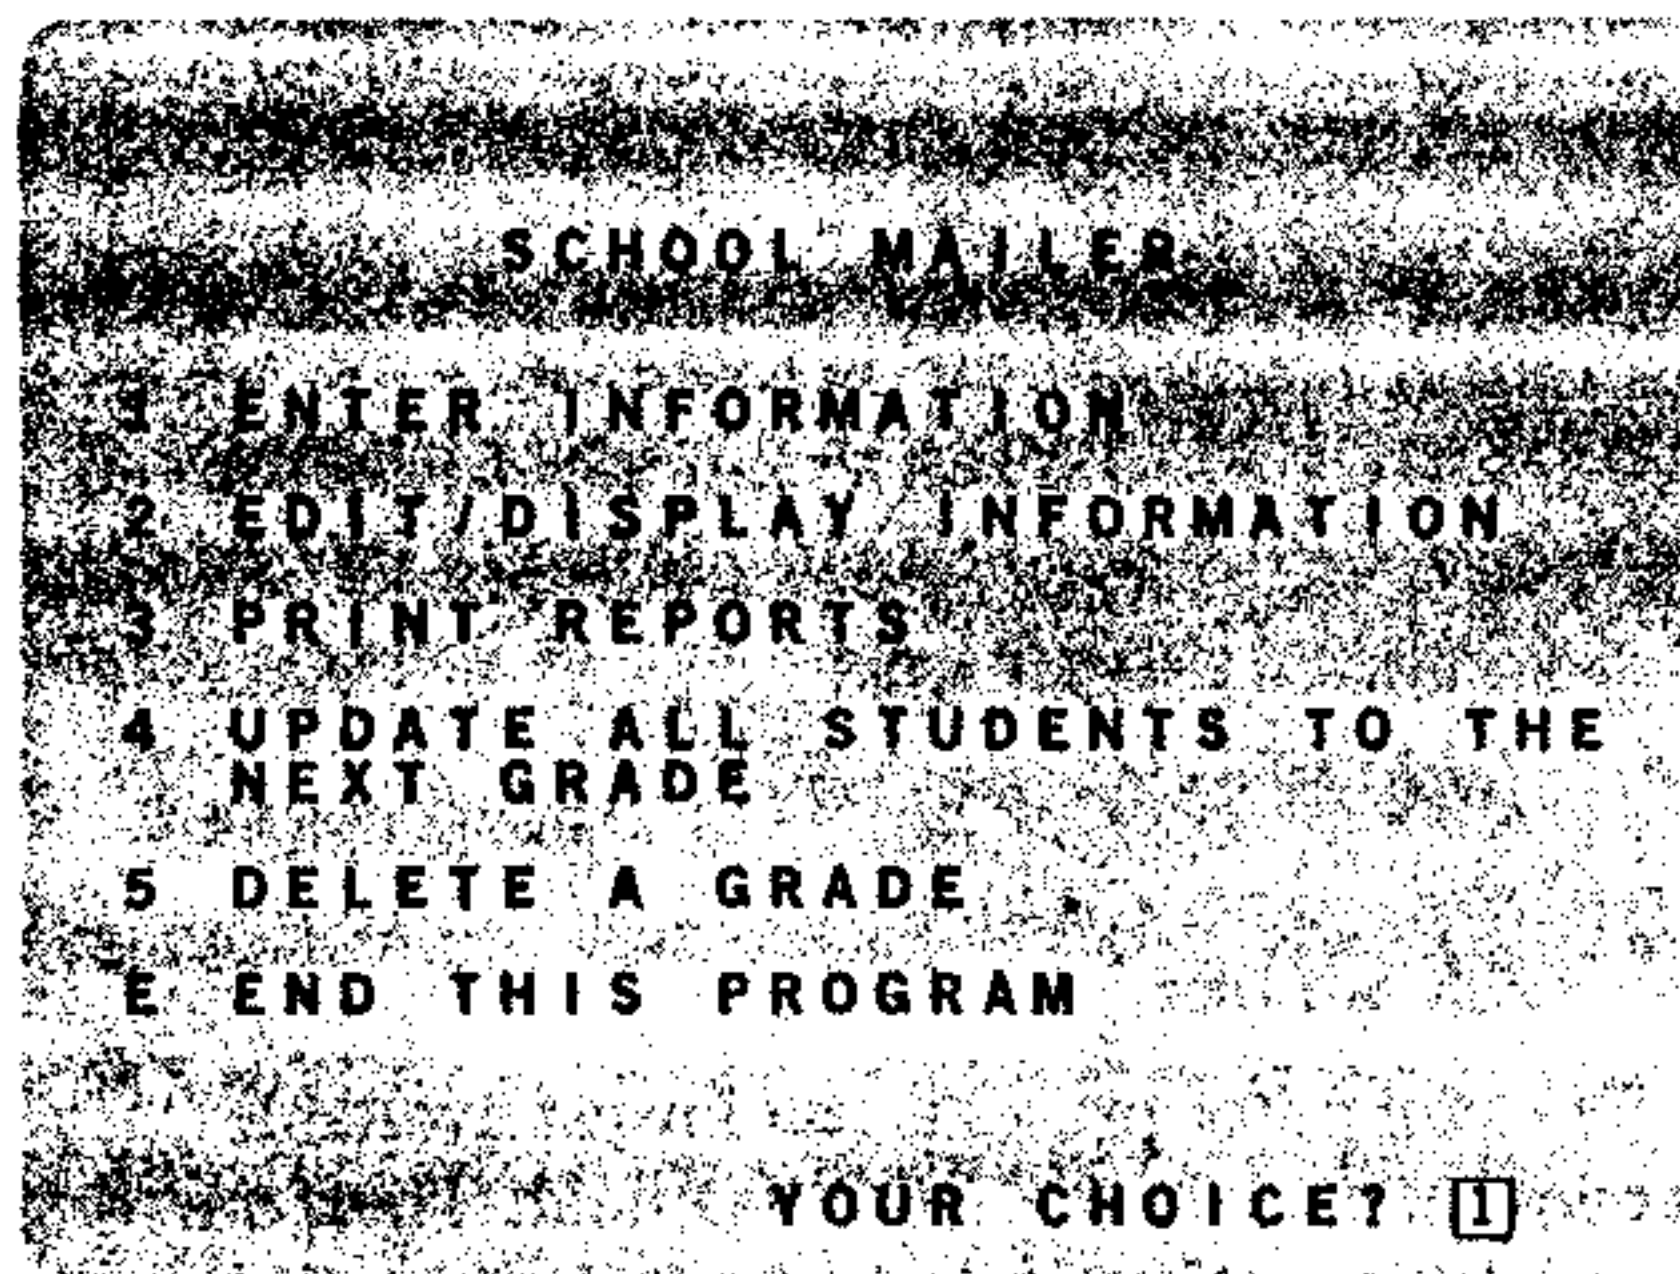 SCHOOL MAILER
1 ENTER INFORMATION
2 EDIT/DISPLAY INFORMATION
3 PRINT REPORTS
4 UPDATE ALL STUDENTS TO THE
NEXT GRADE
5 DELETE A GRADE
E END THIS PROGRAM
YOUR CHOICE? 1